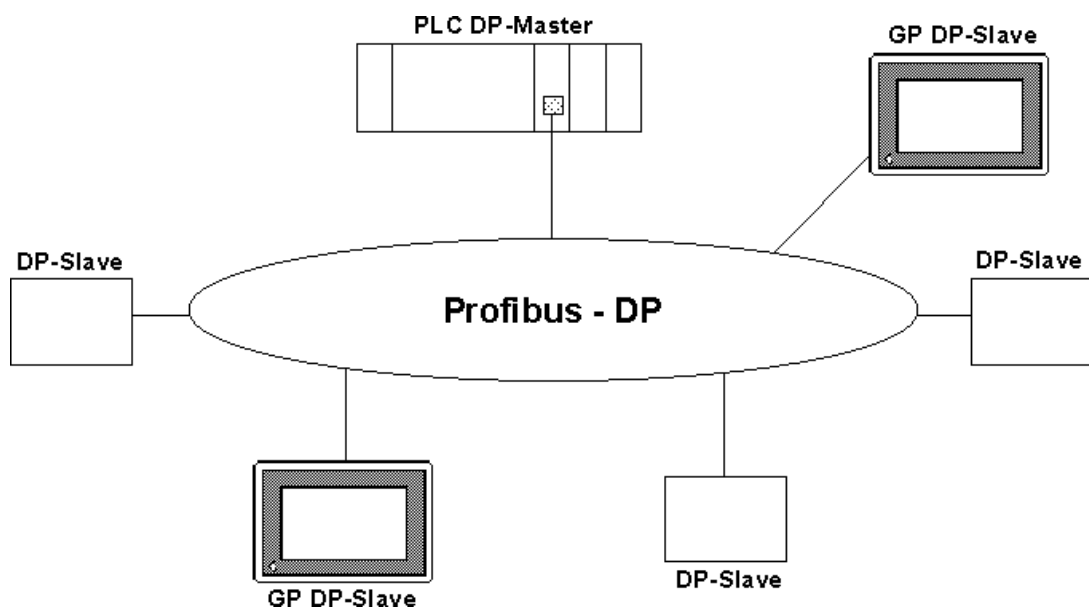 PLC DP-Master
GP DP-Slave
DP-Slave
DP-Slave
Profibus - DP
GP DP-Slave
DP-Slave